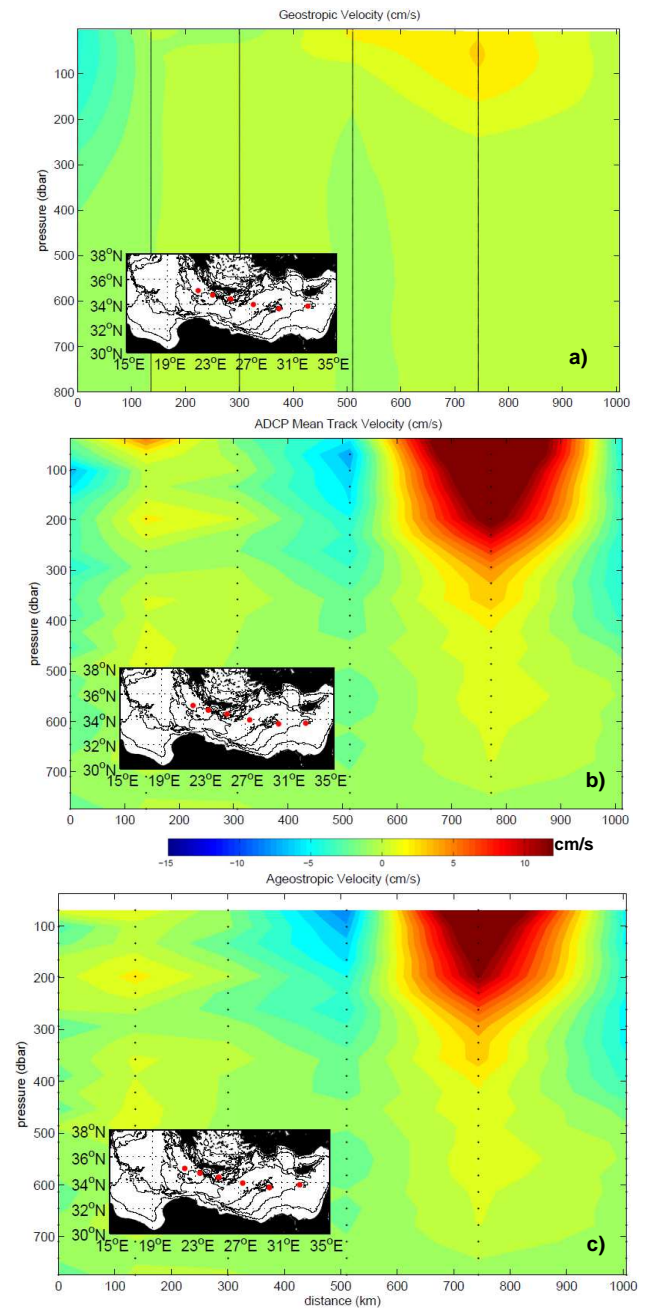 Geostropic Velocity (cm/s)
100
200
300
400
500
600
700
800
pressure (dbar)
38°N
36°N
34°N
32°N
30°N
15°E 19°E 23°E 27°E 31°E 35°E
a)
0 100 200 300 400 500 600 700 800 900 1000
ADCP Mean Track Velocity (cm/s)
100
200
300
400
500
600
700
pressure (dbar)
38°N
36°N
34°N
32°N
30°N
15°E 19°E 23°E 27°E 31°E 35°E
b)
0 100 200 300 400 500 600 700 800 900 1000
−15 −10 −5 0 5 10
cm/s
Ageostropic Velocity (cm/s)
100
200
300
400
500
600
700
pressure (dbar)
38°N
36°N
34°N
32°N
30°N
15°E 19°E 23°E 27°E 31°E 35°E
c)
0 100 200 300 400 500 600 700 800 900 1000
distance (km)